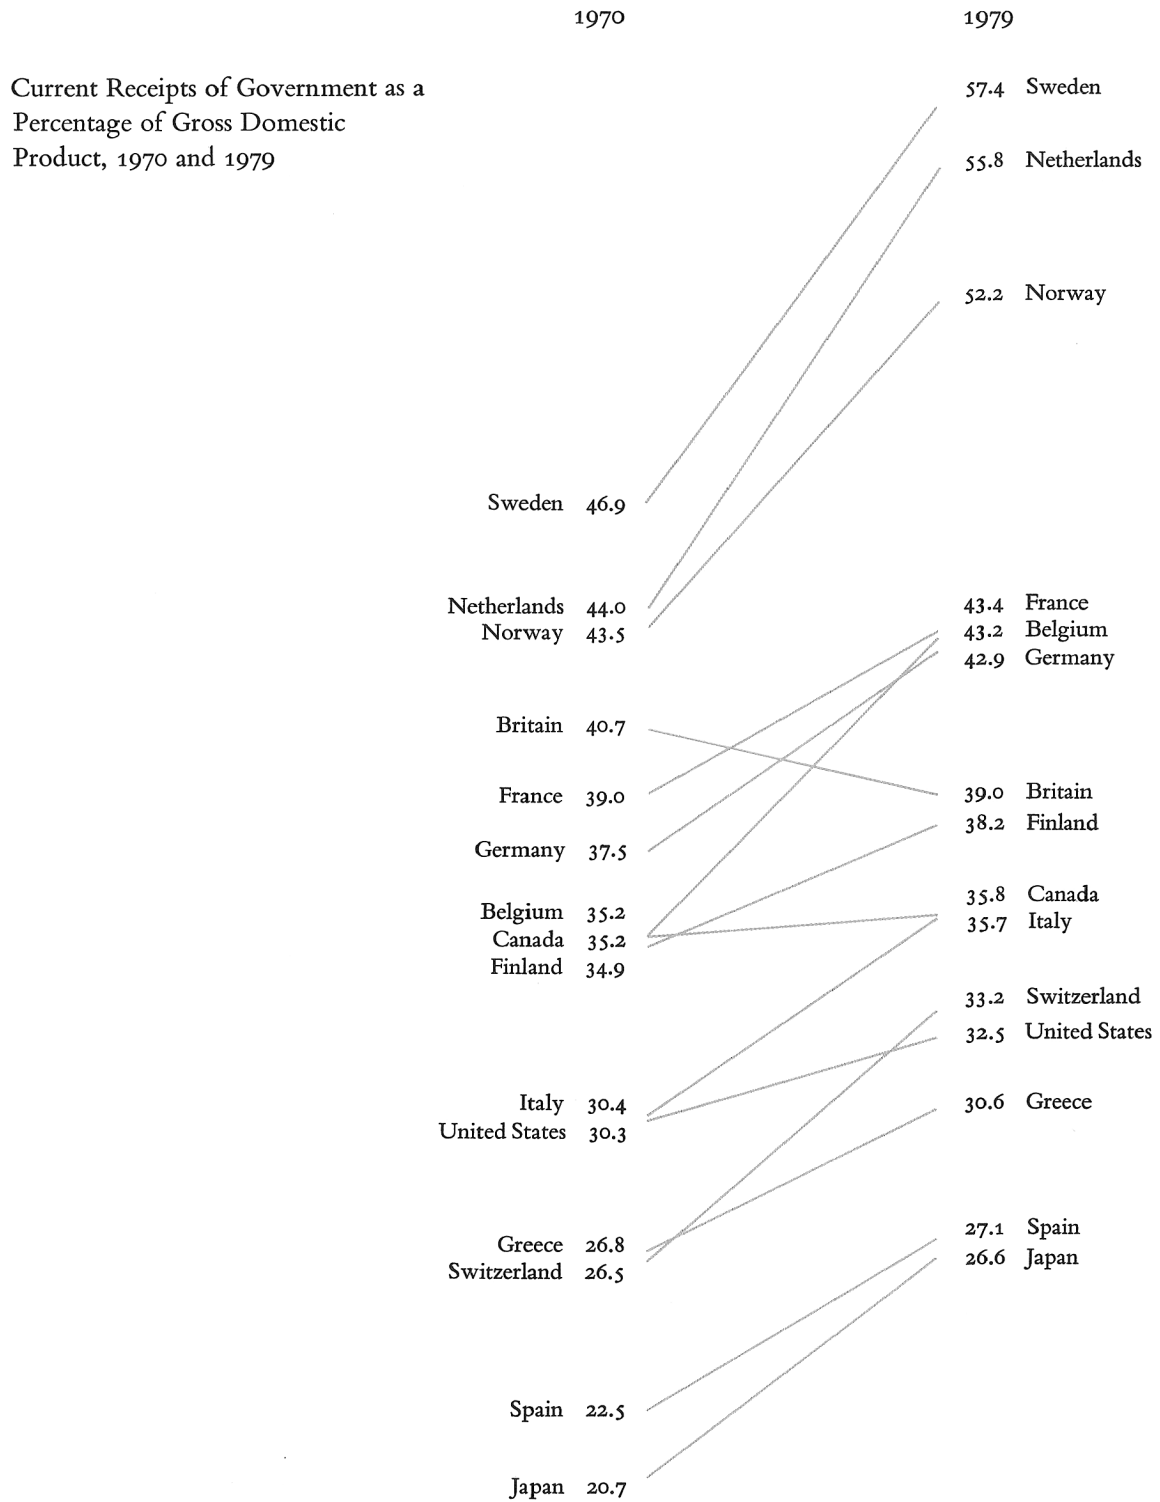 1970 1979
Current Receipts of Government as a
Percentage of Gross Domestic
Product, 1970 and 1979
57.4 Sweden
55.8 Netherlands
52.2 Norway
Sweden 46.9
Netherlands 44.0
43.4 France
Norway 43.5
43.2 Belgium
42.9 Germany
Britain 40.7
France 39.0
39.0 Britain
38.2 Finland
Germany 37.5
Belgium 35.2
35.8 Canada
Canada 35.2
35.7 Italy
Finland 34.9
33.2 Switzerland
32.5 United States
Italy 30.4
30.6 Greece
United States 30.3
Greece 26.8
27.1 Spain
Switzerland 26.5
26.6 Japan
Spain 22.5
Japan 20.7